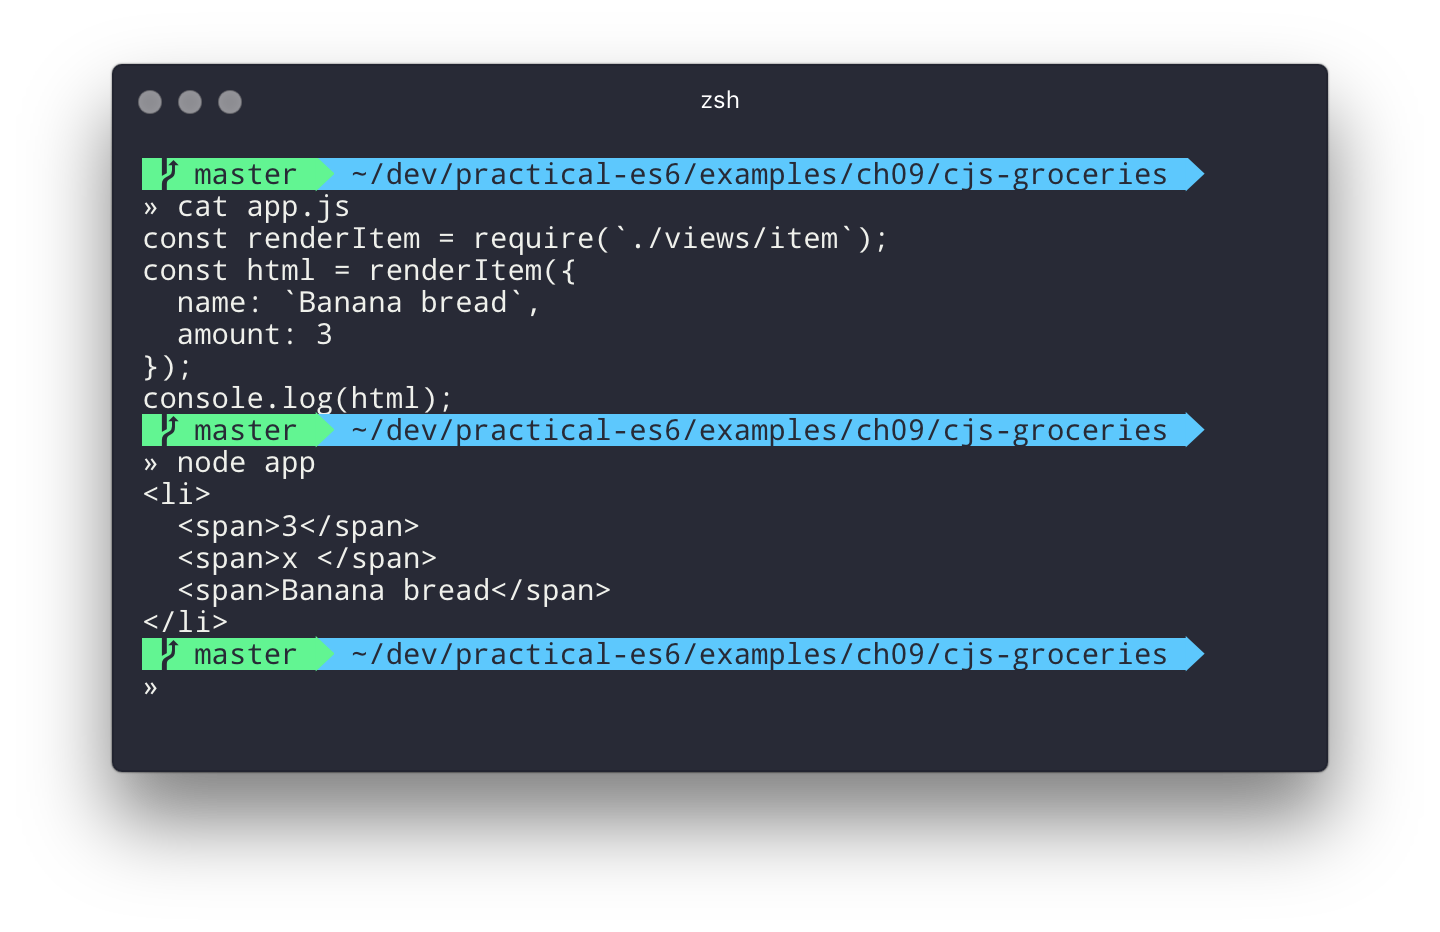 zsh
master ~/dev/practical-es6/examples/ch09/cjs-groceries
» cat app.js
const renderItem = require(`./views/item`);
const html = renderItem({
  name: `Banana bread`,
  amount: 3
});
console.log(html);
master ~/dev/practical-es6/examples/ch09/cjs-groceries
» node app
<li>
  <span>3</span>
  <span>x </span>
  <span>Banana bread</span>
</li>
master ~/dev/practical-es6/examples/ch09/cjs-groceries
»